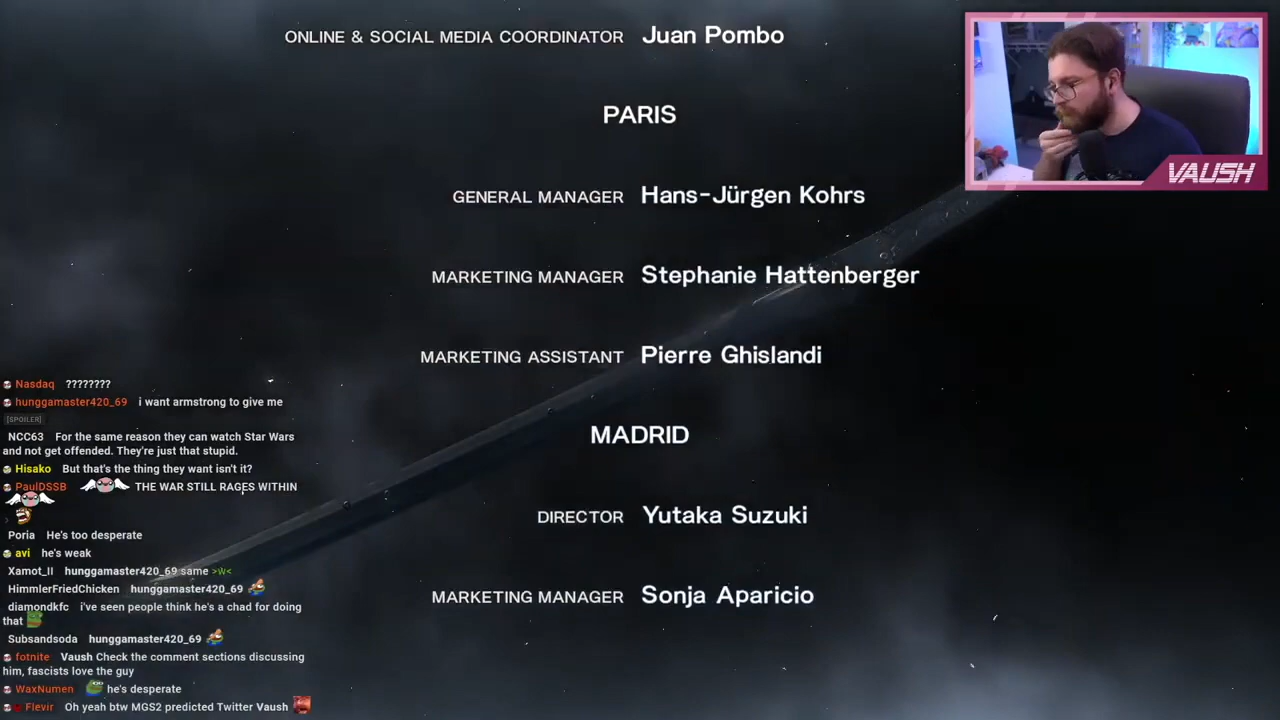 ONLINE & SOCIAL MEDIA COORDINATOR Juan Pombo
PARIS
GENERAL MANAGER Hans-Jürgen Kohrs
MARKETING MANAGER Stephanie Hattenberger
MARKETING ASSISTANT Pierre Ghislandi
MADRID
DIRECTOR Yutaka Suzuki
MARKETING MANAGER Sonja Aparicio
VAUSH
Nasdaq ????????
hunggamaster420_69 i want armstrong to give me
[SPOILER]
NCC63 For the same reason they can watch Star Wars
and not get offended. They're just that stupid.
Hisako But that's the thing they want isn't it?
PaulDSSB THE WAR STILL RAGES WITHIN
Poria He's too desperate
avi he's weak
Xamot_II hunggamaster420_69 same >W<
HimmlerFriedChicken hunggamaster420_69
diamondkfc i've seen people think he's a chad for doing
that
Subsandsoda hunggamaster420_69
fotnite Vaush Check the comment sections discussing
him, fascists love the guy
WaxNumen he's desperate
Flevir Oh yeah btw MGS2 predicted Twitter Vaush